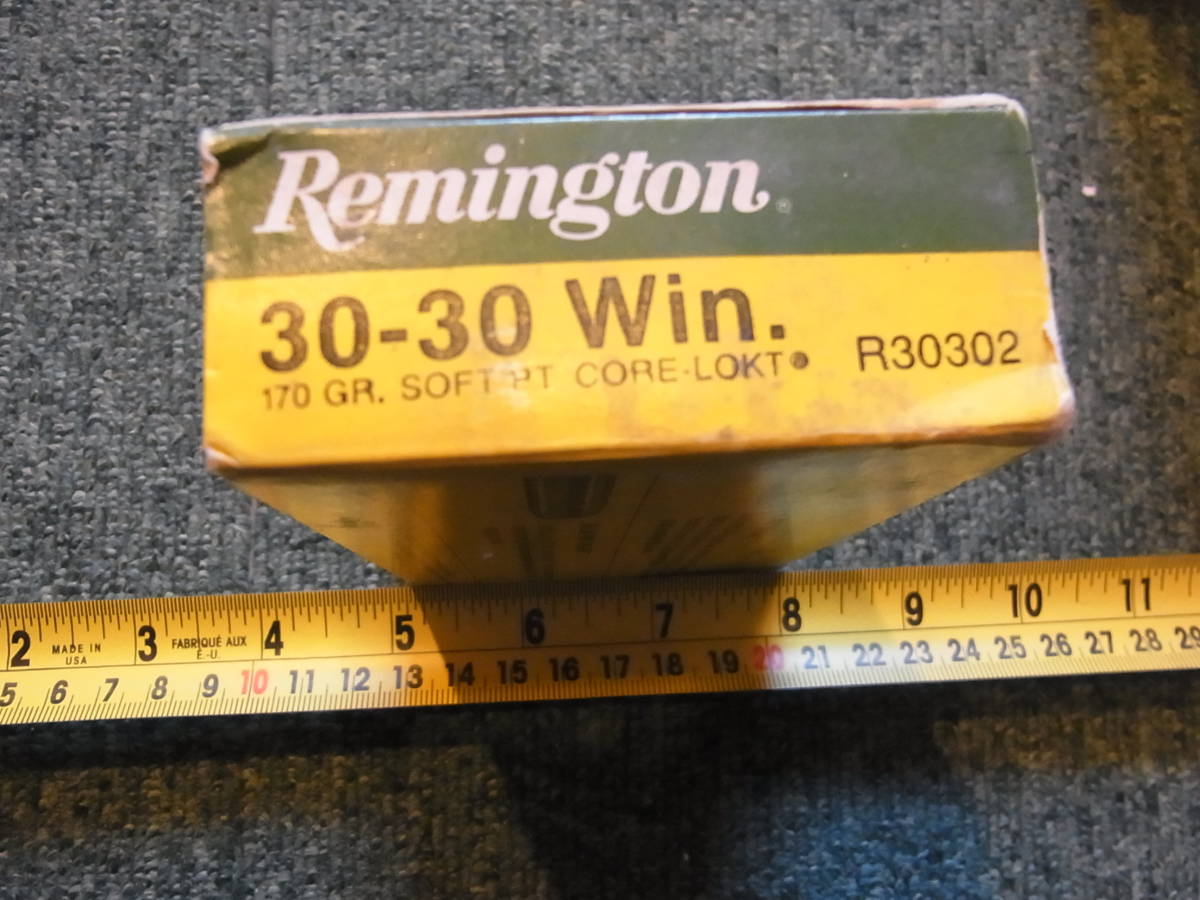 Remington®
30-30 Win.
170 GR. SOFT PT CORE-LOKT® R30302
2 MADE IN USA 3 FABRIQUÉ AUX É.-U. 4 5 6 7 8 9 10 11
5 6 7 8 9 10 11 12 13 14 15 16 17 18 19 20 21 22 23 24 25 26 27 28 29